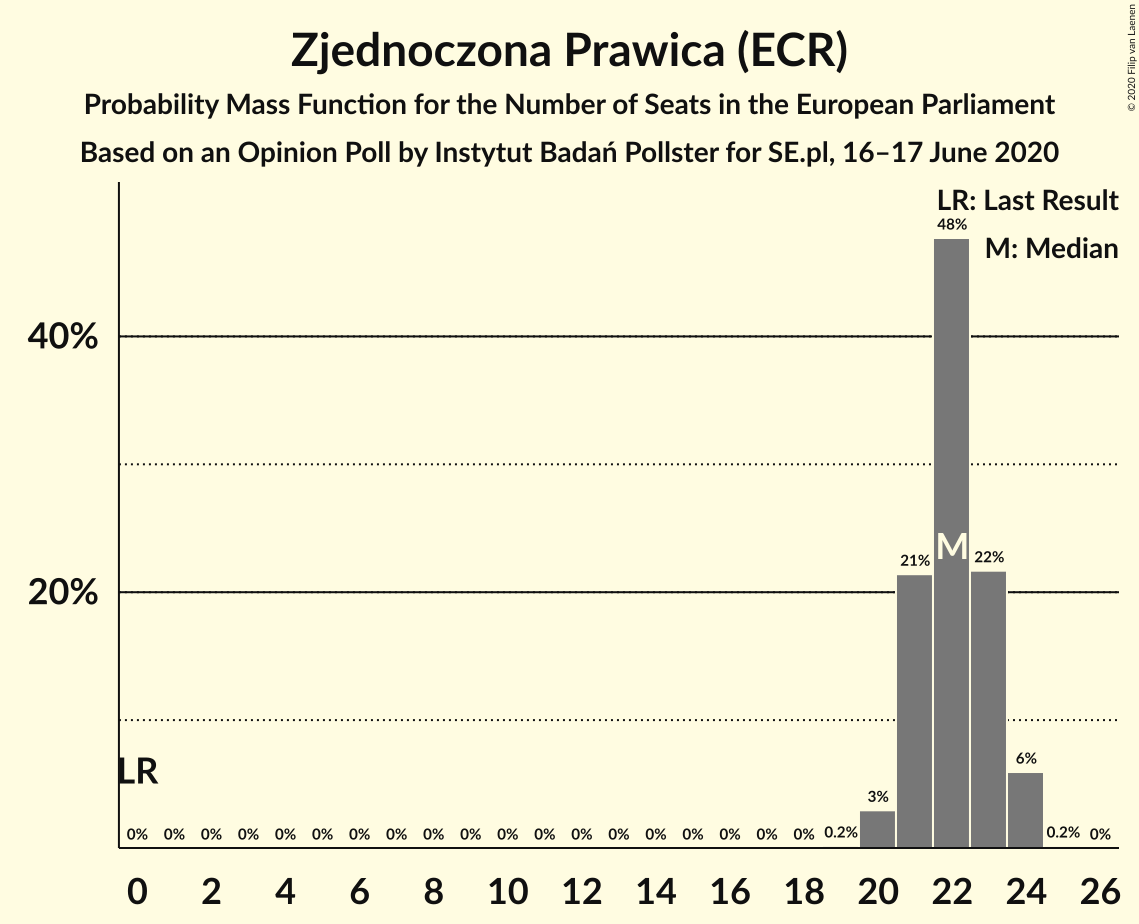 Zjednoczona Prawica (ECR)
Probability Mass Function for the Number of Seats in the European Parliament
Based on an Opinion Poll by Instytut Badań Pollster for SE.pl, 16–17 June 2020
© 2020 Filip van Laenen
LR: Last Result
M: Median
40%
20%
48%
M
21%
22%
LR
6%
3%
0% 0% 0% 0% 0% 0% 0% 0% 0% 0% 0% 0% 0% 0% 0% 0% 0% 0% 0% 0.2% 0.2% 0%
0 2 4 6 8 10 12 14 16 18 20 22 24 26